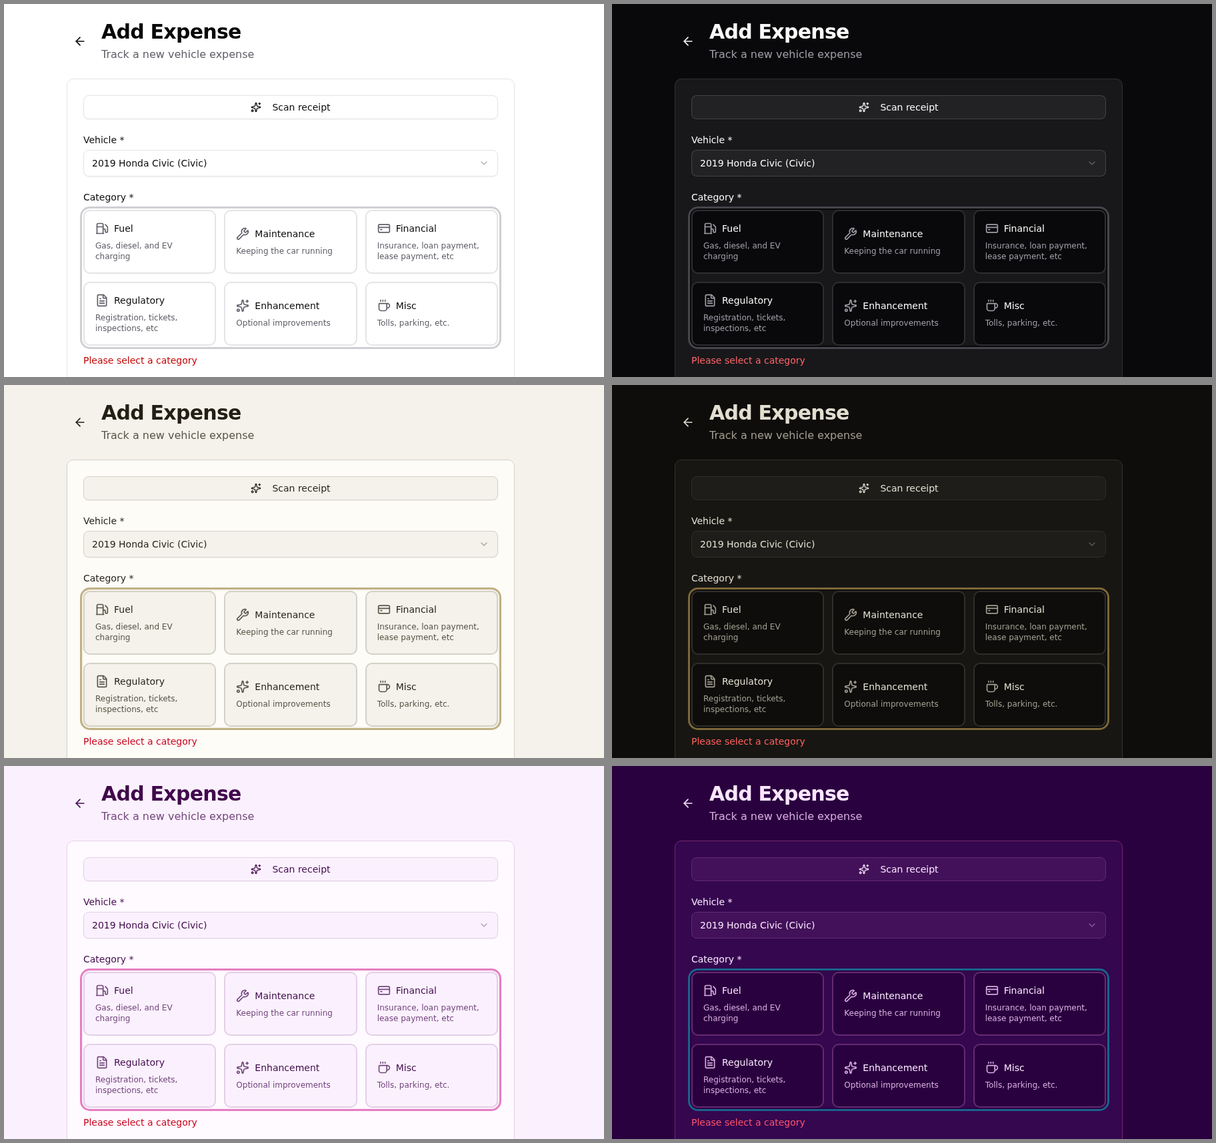 Add Expense
Track a new vehicle expense
Scan receipt
Vehicle *
2019 Honda Civic (Civic)
Category *
Fuel
Gas, diesel, and EV
charging
Maintenance
Keeping the car running
Financial
Insurance, loan payment,
lease payment, etc
Regulatory
Registration, tickets,
inspections, etc
Enhancement
Optional improvements
Misc
Tolls, parking, etc.
Please select a category
Add Expense
Track a new vehicle expense
Scan receipt
Vehicle *
2019 Honda Civic (Civic)
Category *
Fuel
Gas, diesel, and EV
charging
Maintenance
Keeping the car running
Financial
Insurance, loan payment,
lease payment, etc
Regulatory
Registration, tickets,
inspections, etc
Enhancement
Optional improvements
Misc
Tolls, parking, etc.
Please select a category
Add Expense
Track a new vehicle expense
Scan receipt
Vehicle *
2019 Honda Civic (Civic)
Category *
Fuel
Gas, diesel, and EV
charging
Maintenance
Keeping the car running
Financial
Insurance, loan payment,
lease payment, etc
Regulatory
Registration, tickets,
inspections, etc
Enhancement
Optional improvements
Misc
Tolls, parking, etc.
Please select a category
Add Expense
Track a new vehicle expense
Scan receipt
Vehicle *
2019 Honda Civic (Civic)
Category *
Fuel
Gas, diesel, and EV
charging
Maintenance
Keeping the car running
Financial
Insurance, loan payment,
lease payment, etc
Regulatory
Registration, tickets,
inspections, etc
Enhancement
Optional improvements
Misc
Tolls, parking, etc.
Please select a category
Add Expense
Track a new vehicle expense
Scan receipt
Vehicle *
2019 Honda Civic (Civic)
Category *
Fuel
Gas, diesel, and EV
charging
Maintenance
Keeping the car running
Financial
Insurance, loan payment,
lease payment, etc
Regulatory
Registration, tickets,
inspections, etc
Enhancement
Optional improvements
Misc
Tolls, parking, etc.
Please select a category
Add Expense
Track a new vehicle expense
Scan receipt
Vehicle *
2019 Honda Civic (Civic)
Category *
Fuel
Gas, diesel, and EV
charging
Maintenance
Keeping the car running
Financial
Insurance, loan payment,
lease payment, etc
Regulatory
Registration, tickets,
inspections, etc
Enhancement
Optional improvements
Misc
Tolls, parking, etc.
Please select a category